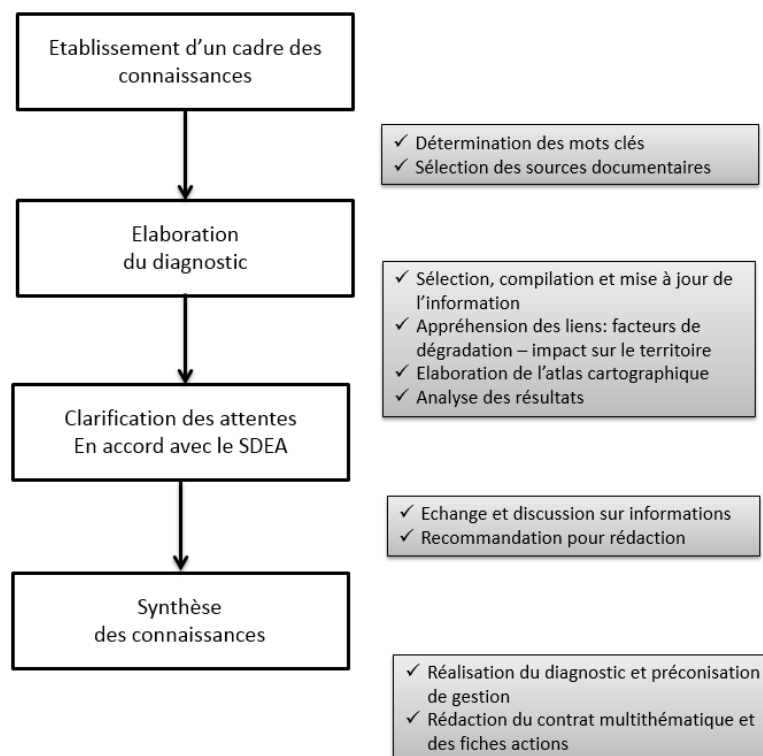 Etablissement d’un cadre des
connaissances
✓ Détermination des mots clés
✓ Sélection des sources documentaires
Elaboration
du diagnostic
✓ Sélection, compilation et mise à jour de
l’information
✓ Appréhension des liens: facteurs de
dégradation – impact sur le territoire
✓ Elaboration de l’atlas cartographique
✓ Analyse des résultats
Clarification des attentes
En accord avec le SDEA
✓ Echange et discussion sur informations
✓ Recommandation pour rédaction
Synthèse
des connaissances
✓ Réalisation du diagnostic et préconisation
de gestion
✓ Rédaction du contrat multithématique et
des fiches actions